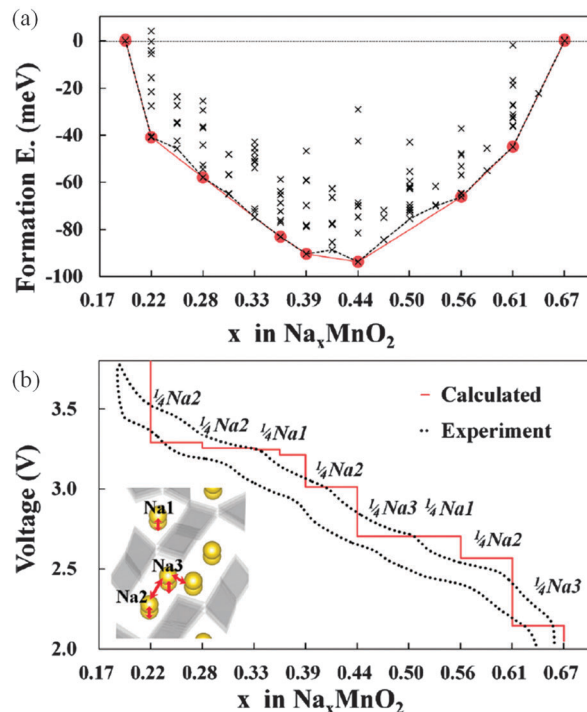 (a)
0
-20
-40
-60
-80
-100
Formation E. (meV)
0.17 0.22 0.28 0.33 0.39 0.44 0.50 0.56 0.61 0.67
x in NaₓMnO₂
(b)
3.5
3.0
2.5
2.0
Voltage (V)
¼Na2
¼Na2
¼Na1
¼Na2
¼Na3 ¼Na1
¼Na2
¼Na3
Calculated
Experiment
Na1
Na3
Na2
0.17 0.22 0.28 0.33 0.39 0.44 0.50 0.56 0.61 0.67
x in NaₓMnO₂